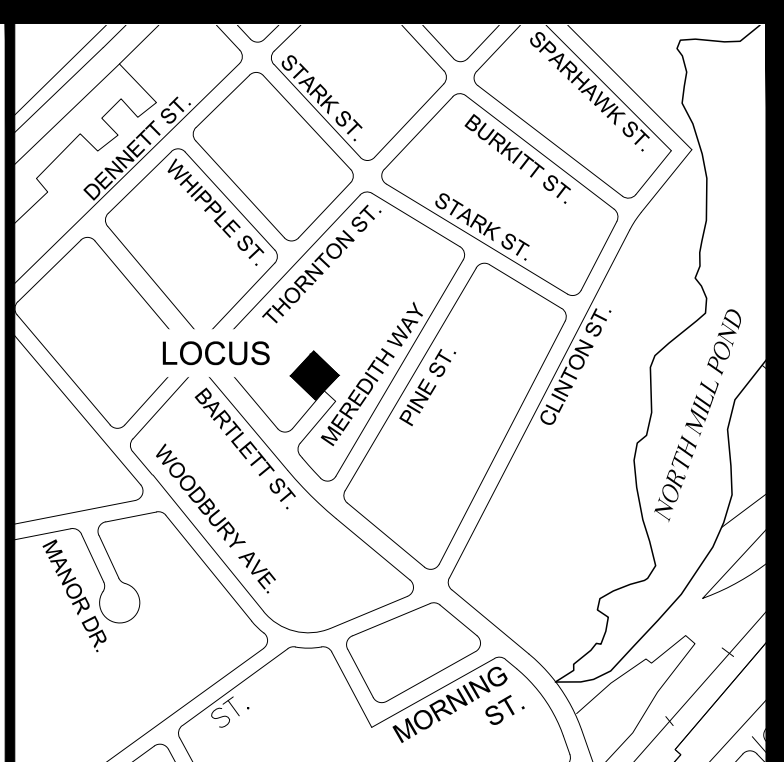 SPARHAWK ST.
STARK ST.
DENNETT ST.
BURKITT ST.
WHIPPLE ST.
STARK ST.
THORNTON ST.
LOCUS
MEREDITH WAY
PINE ST.
CLINTON ST.
NORTH MILL POND
BARTLETT ST.
WOODBURY AVE.
MANOR DR.
MORNING
ST.
ST.